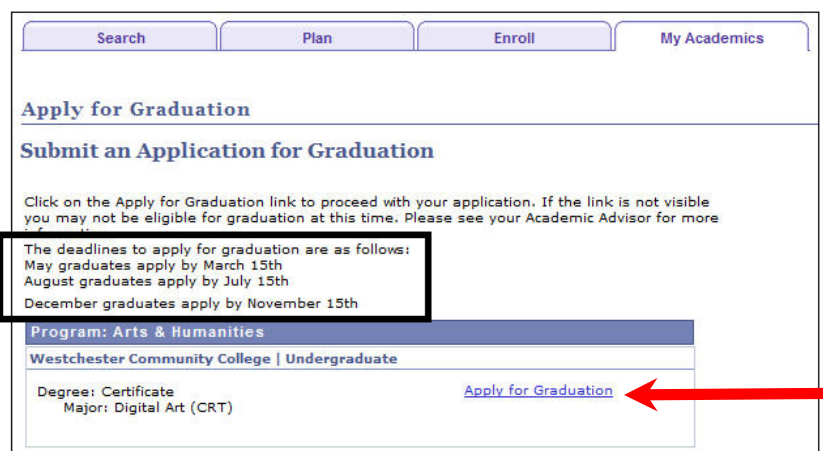 Search Plan Enroll My Academics
Apply for Graduation
Submit an Application for Graduation
Click on the Apply for Graduation link to proceed with your application. If the link is not visible
you may not be eligible for graduation at this time. Please see your Academic Advisor for more
The deadlines to apply for graduation are as follows:
May graduates apply by March 15th
August graduates apply by July 15th
December graduates apply by November 15th
Program: Arts & Humanities
Westchester Community College | Undergraduate
Degree: Certificate Apply for Graduation
Major: Digital Art (CRT)